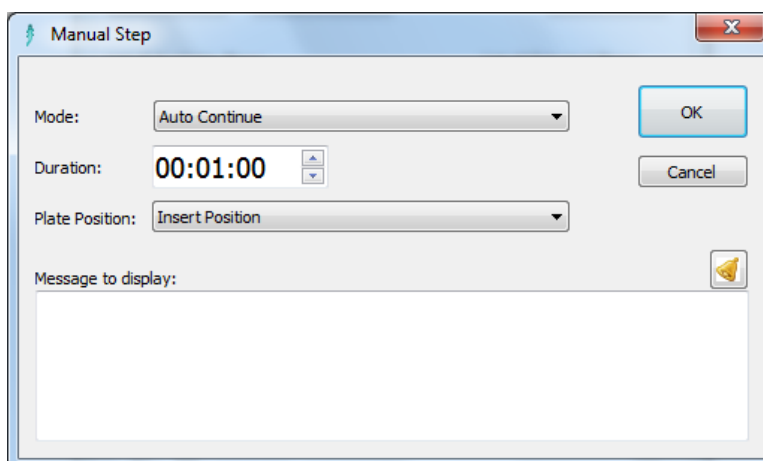 Manual Step
Mode: Auto Continue OK
Duration: 00:01:00 Cancel
Plate Position: Insert Position
Message to display: